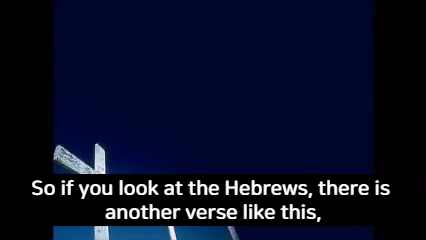 So if you look at the Hebrews, there is
another verse like this,